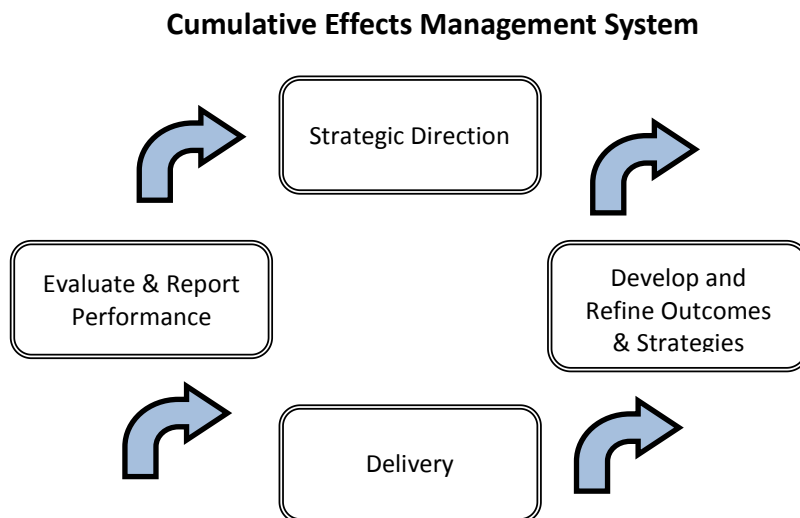 Cumulative Effects Management System
Strategic Direction
Evaluate & Report
Performance
Develop and
Refine Outcomes
& Strategies
Delivery